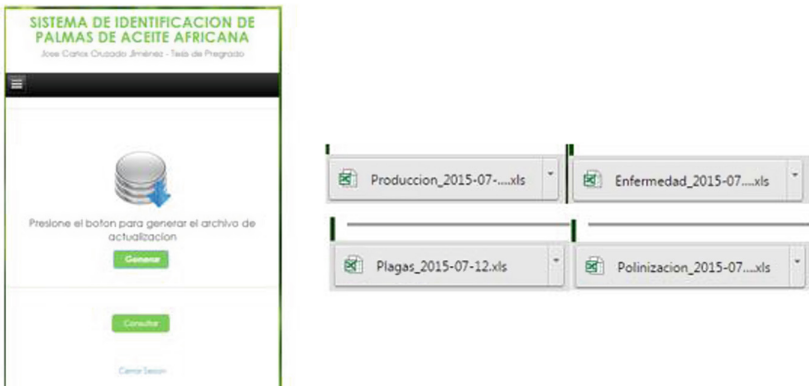 SISTEMA DE IDENTIFICACION DE
PALMAS DE ACEITE AFRICANA
Jose Carlos Cruzado Jiménez - Tesis de Pregrado
Presione el boton para generar el archivo de
actualizacion
Generar
Consultar
Cerrar Sesion
Produccion_2015-07-....xls
Enfermedad_2015-07....xls
Plagas_2015-07-12.xls
Polinizacion_2015-07....xls